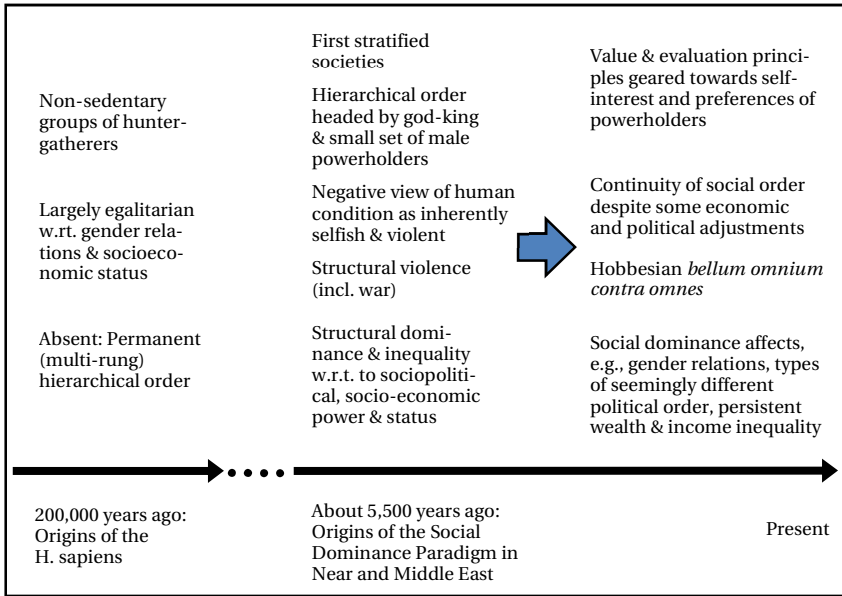 Non-sedentary
groups of hunter-
gatherers
Largely egalitarian
w.rt. gender rela-
tions & socioeco-
nomic status
Absent: Permanent
(multi-rung)
hierarchical order
First stratified
societies
Hierarchical order
headed by god-king
& small set of male
powerholders
Negative view of human
condition as inherently
selfish & violent
Structural violence
(incl. war)
Structural domi-
nance & inequality
w.r.t. to sociopoliti-
cal, socio-economic
power & status
Value & evaluation princi-
ples geared towards self-
interest and preferences of
powerholders
Continuity of social order
despite some economic
and political adjustments
Hobbesian bellum omnium
contra omnes
Social dominance affects,
e.g., gender relations, types
of seemingly different
political order, persistent
wealth & income inequality
200,000 years ago:
Origins of the
H. sapiens
About 5,500 years ago:
Origins of the Social
Dominance Paradigm in
Near and Middle East
Present